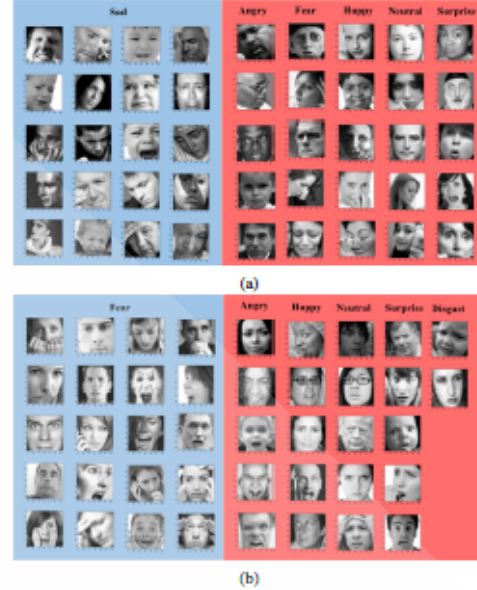 Sad
Angry Fear Happy Neutral Surprise
(a)
Fear
Angry Happy Neutral Surprise Disgust
(b)